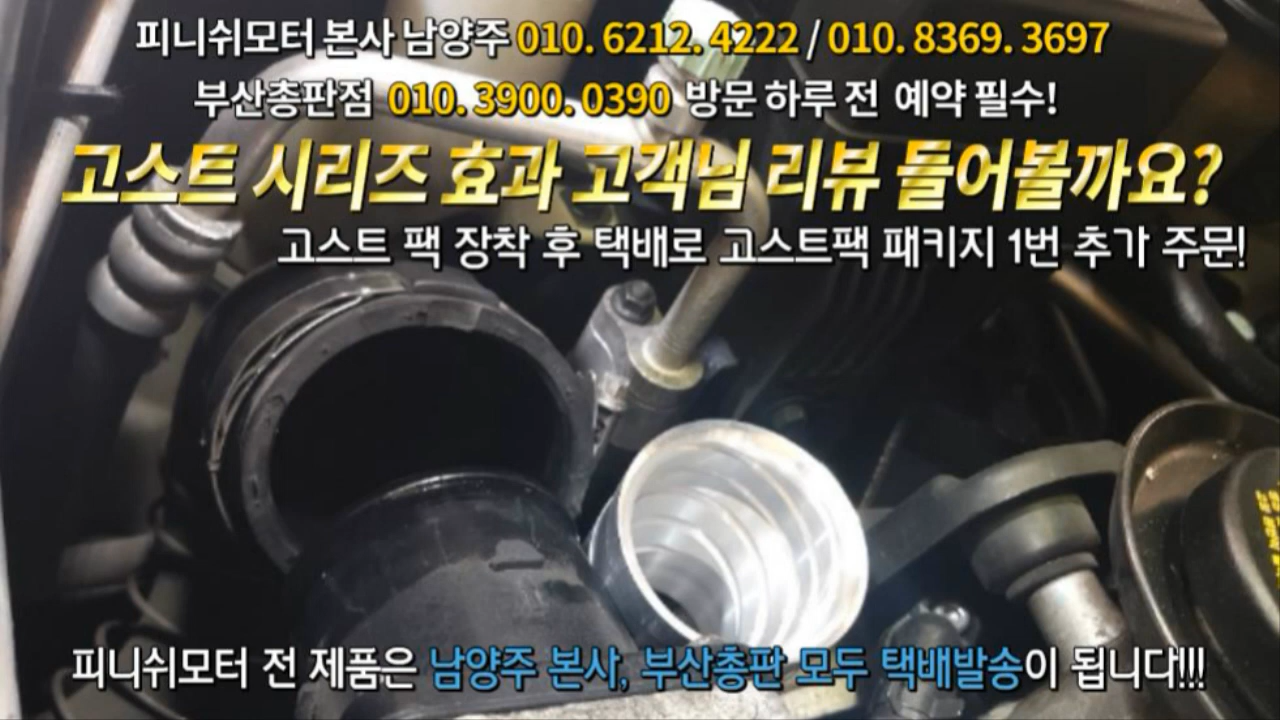 피니쉬모터 본사 남양주 010. 6212. 4222 / 010. 8369. 3697
부산총판점 010. 3900. 0390 방문 하루 전 예약 필수!
고스트 시리즈 효과 고객님 리뷰 들어볼까요?
고스트 팩 장착 후 택배로 고스트팩 패키지 1번 추가 주문!
피니쉬모터 전 제품은 남양주 본사, 부산총판 모두 택배발송이 됩니다!!!